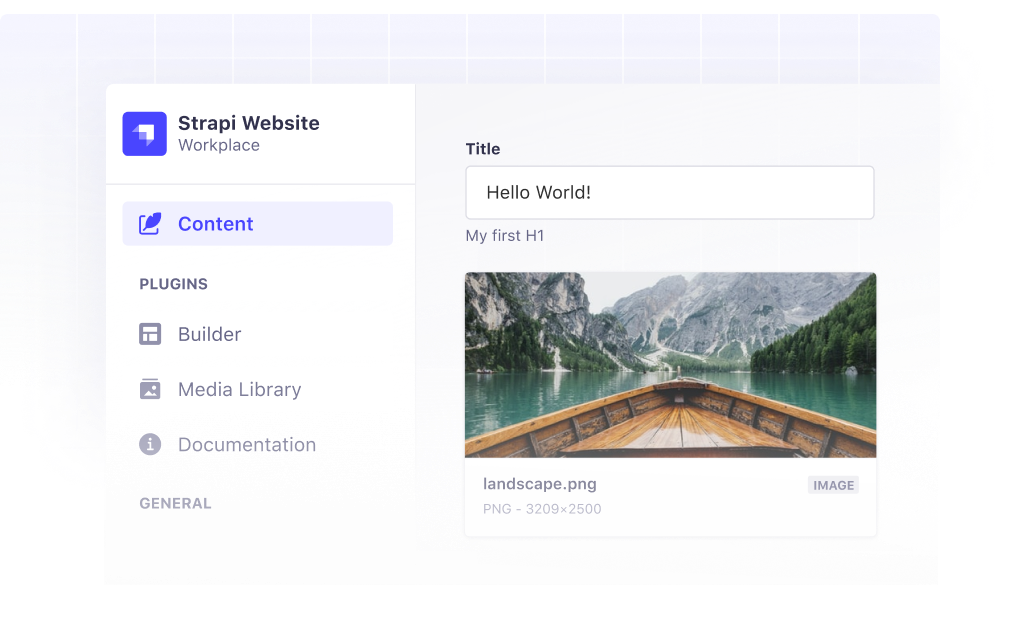 Strapi Website
Workplace
Content
PLUGINS
Builder
Media Library
Documentation
GENERAL
Title
Hello World!
My first H1
landscape.png
IMAGE
PNG - 3209×2500